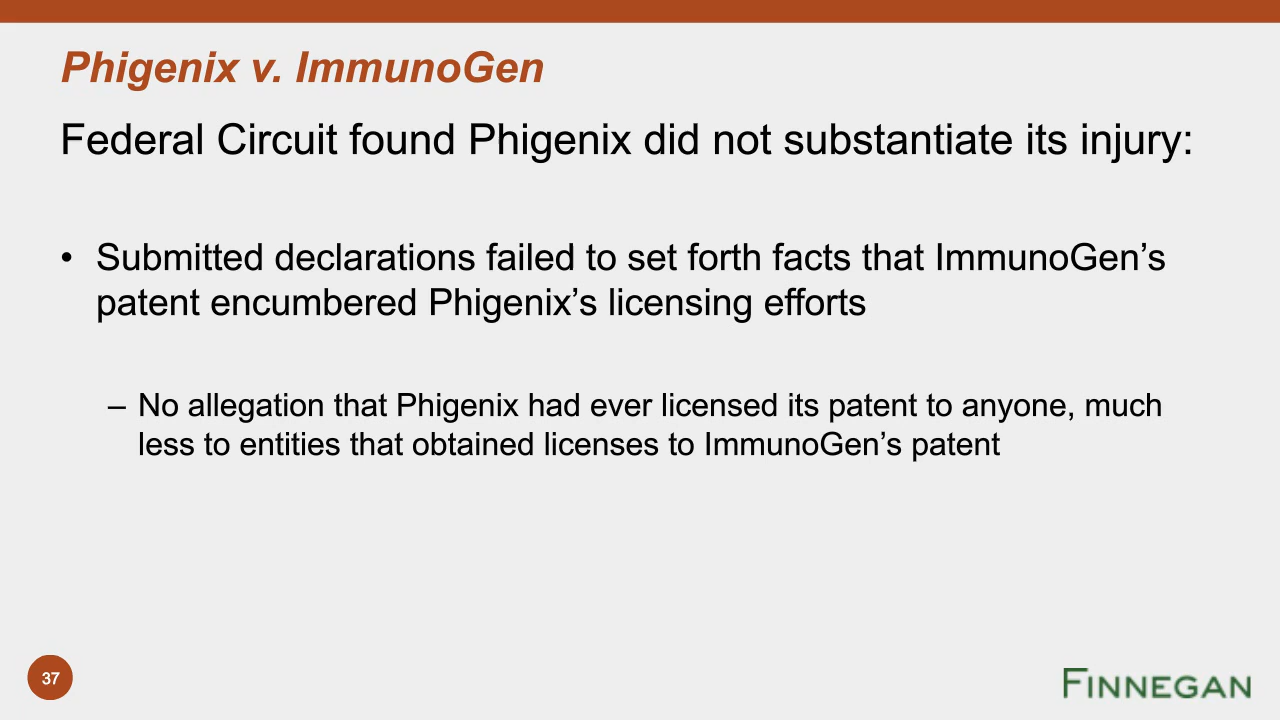 Phigenix v. ImmunoGen
Federal Circuit found Phigenix did not substantiate its injury:
• Submitted declarations failed to set forth facts that ImmunoGen’s
patent encumbered Phigenix’s licensing efforts
– No allegation that Phigenix had ever licensed its patent to anyone, much
less to entities that obtained licenses to ImmunoGen’s patent
37
FINNEGAN